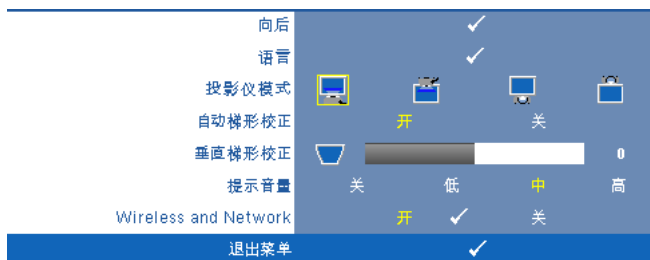 向后
语言
投影仪模式
自动梯形校正 开 关
垂直梯形校正 0
提示音量 关 低 中 高
Wireless and Network 开 关
退出菜单